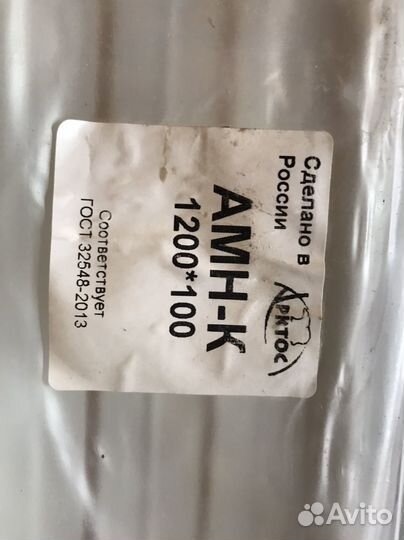 Сделано в
России
Арктос
АМН-К
1200*100
Соответствует
ГОСТ 32548-2013
Avito